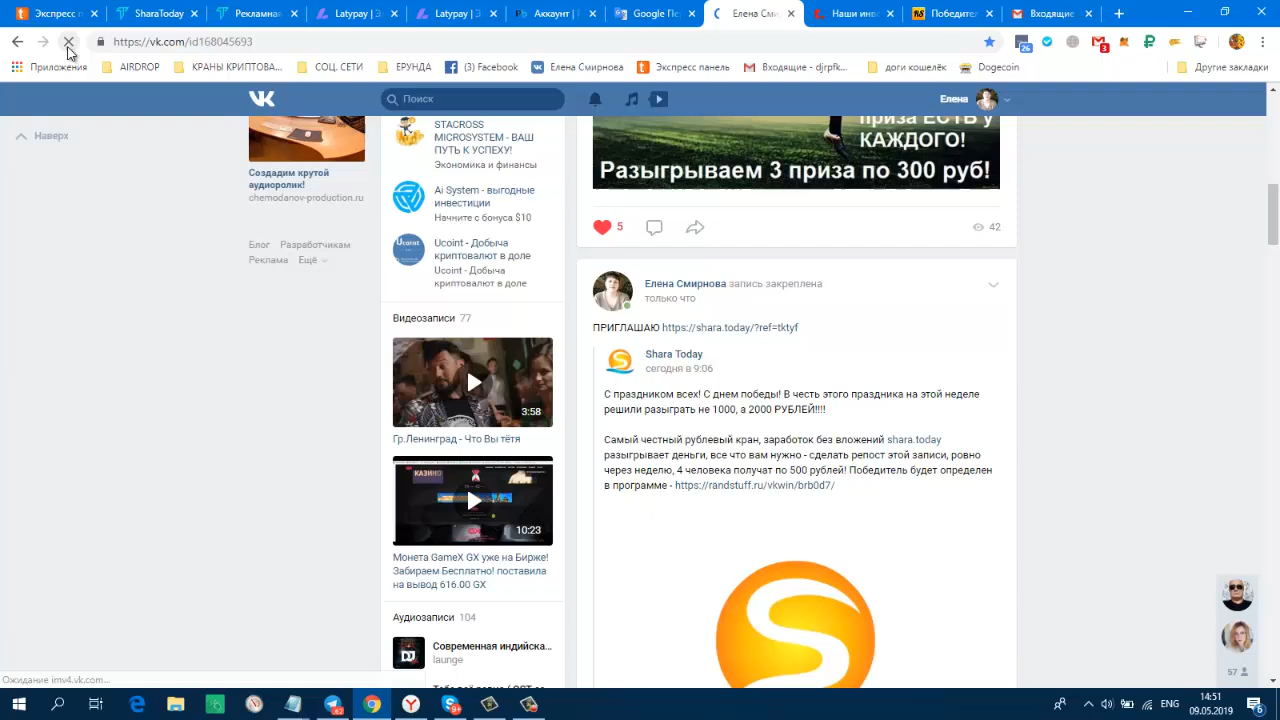 Экспресс п
SharaToday
Рекламная
Latypay | Э
Latypay | Э
Аккаунт |
Google Пе
Елена Сми
Наши инв
Победител
Входящие
https://vk.com/id168045693
26
3
Приложения
AIRDROP
КРАНЫ КРИПТОВА...
СОЦ. СЕТИ
ЕРУНДА
(3) Facebook
Елена Смирнова
Экспресс панель
Входящие - djrpfk...
доги кошелёк
Dogecoin
Другие закладки
Поиск
Елена
Наверх
Создадим крутой
аудиоролик!
chemodanov-production.ru
Блог Разработчикам
Реклама Ещё
STACROSS
MICROSYSTEM - ВАШ
ПУТЬ К УСПЕХУ!
Экономика и финансы
Ai System - выгодные
инвестиции
Начните с бонуса $10
Ucoint
Ucoint - Добыча
криптовалют в доле
Ucoint - Добыча
криптовалют в доле
Видеозаписи 77
3:58
Гр.Ленинград - Что Вы тётя
КАЗИНО
10:23
Монета GameX GX уже на Бирже!
Забираем Бесплатно! поставила
на вывод 616.00 GX
Аудиозаписи 104
Современная индийска...
launge
приза ЕСТЬ у
КАЖДОГО!
Разыгрываем 3 приза по 300 руб!
5
42
Елена Смирнова запись закреплена
только что
ПРИГЛАШАЮ https://shara.today/?ref=tktyf
Shara Today
сегодня в 9:06
С праздником всех! С днем победы! В честь этого праздника на этой неделе
решили разыграть не 1000, а 2000 РУБЛЕЙ!!!!
Самый честный рублевый кран, заработок без вложений shara.today
разыгрывает деньги, все что вам нужно - сделать репост этой записи, ровно
через неделю, 4 человека получат по 500 рублей! Победитель будет определен
в программе - https://randstuff.ru/vkwin/brb0d7/
57
Ожидание imv4.vk.com...
ENG
14:51
09.05.2019
6